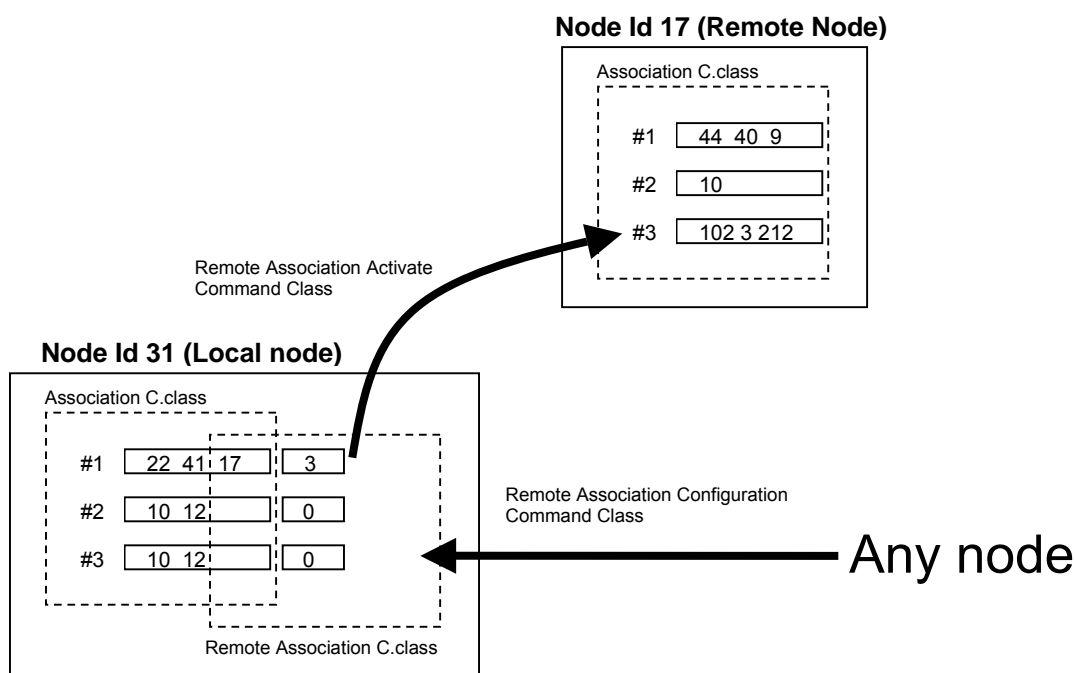 Node Id 17 (Remote Node)
Association C.class
#1 44 40 9
#2 10
#3 102 3 212
Remote Association Activate
Command Class
Node Id 31 (Local node)
Association C.class
#1 22 41 17 3
#2 10 12 0
#3 10 12 0
Remote Association C.class
Remote Association Configuration
Command Class
Any node